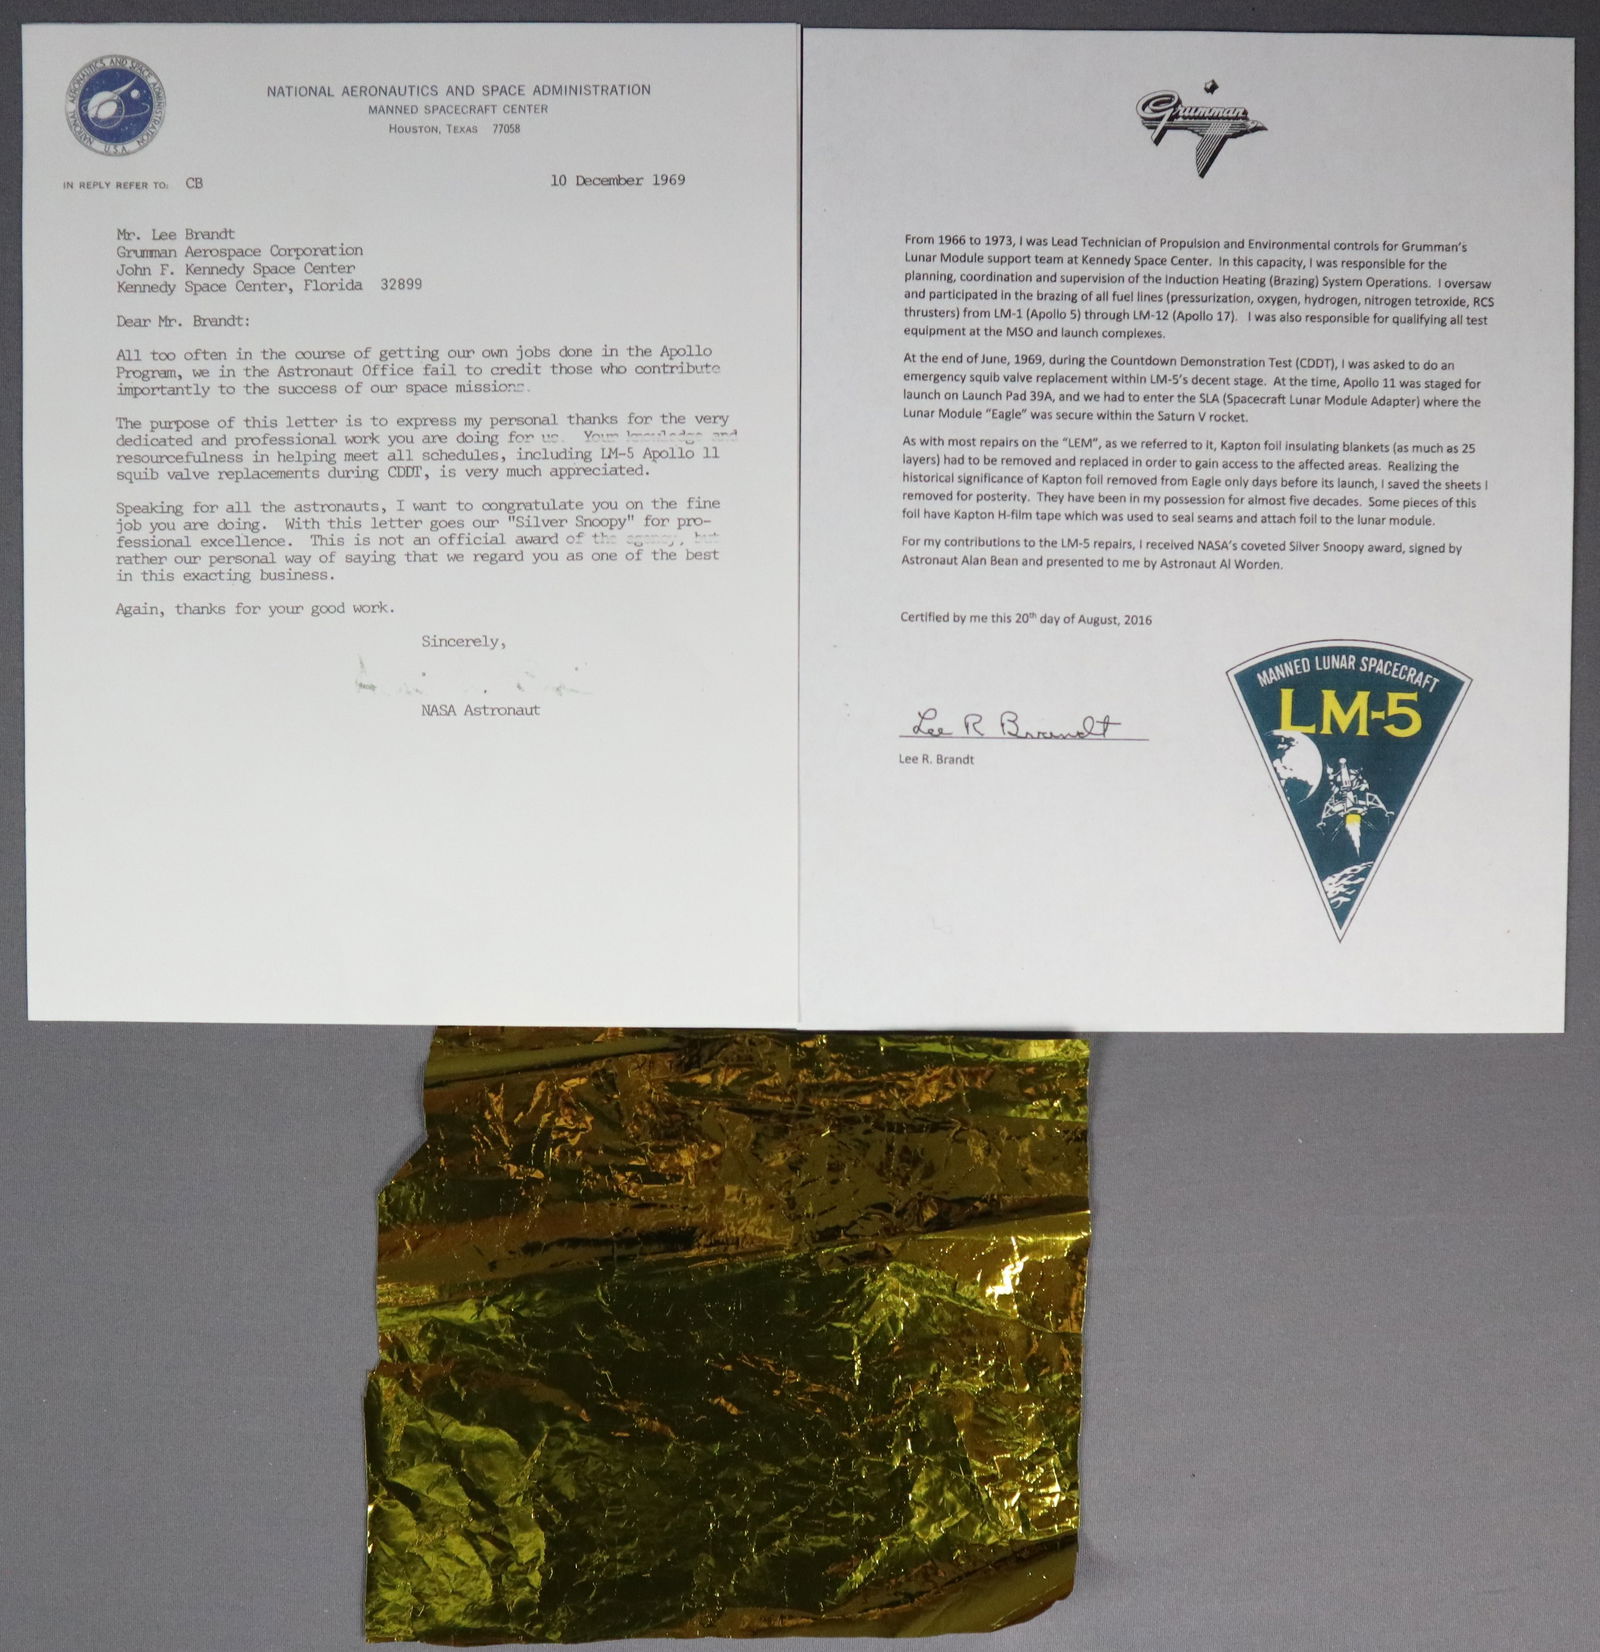 NATIONAL AERONAUTICS AND SPACE ADMINISTRATION U.S.A.
NATIONAL AERONAUTICS AND SPACE ADMINISTRATION
MANNED SPACECRAFT CENTER
HOUSTON, TEXAS 77058
IN REPLY REFER TO: CB
10 December 1969
Mr. Lee Brandt
Grumman Aerospace Corporation
John F. Kennedy Space Center
Kennedy Space Center, Florida 32899
Dear Mr. Brandt:
All too often in the course of getting our own jobs done in the Apollo
Program, we in the Astronaut Office fail to credit those who contribute
importantly to the success of our space missions.
The purpose of this letter is to express my personal thanks for the very
dedicated and professional work you are doing for us. Your knowledge and
resourcefulness in helping meet all schedules, including LM-5 Apollo 11
squib valve replacements during CDDT, is very much appreciated.
Speaking for all the astronauts, I want to congratulate you on the fine
job you are doing. With this letter goes our "Silver Snoopy" for pro-
fessional excellence. This is not an official award of the agency, but
rather our personal way of saying that we regard you as one of the best
in this exacting business.
Again, thanks for your good work.
Sincerely,
NASA Astronaut
Grumman
From 1966 to 1973, I was Lead Technician of Propulsion and Environmental controls for Grumman's
Lunar Module support team at Kennedy Space Center. In this capacity, I was responsible for the
planning, coordination and supervision of the Induction Heating (Brazing) System Operations. I oversaw
and participated in the brazing of all fuel lines (pressurization, oxygen, hydrogen, nitrogen tetroxide, RCS
thrusters) from LM-1 (Apollo 5) through LM-12 (Apollo 17). I was also responsible for qualifying all test
equipment at the MSO and launch complexes.
At the end of June, 1969, during the Countdown Demonstration Test (CDDT), I was asked to do an
emergency squib valve replacement within LM-5's decent stage. At the time, Apollo 11 was staged for
launch on Launch Pad 39A, and we had to enter the SLA (Spacecraft Lunar Module Adapter) where the
Lunar Module "Eagle" was secure within the Saturn V rocket.
As with most repairs on the "LEM", as we referred to it, Kapton foil insulating blankets (as much as 25
layers) had to be removed and replaced in order to gain access to the affected areas. Realizing the
historical significance of Kapton foil removed from Eagle only days before its launch, I saved the sheets I
removed for posterity. They have been in my possession for almost five decades. Some pieces of this
foil have Kapton H-film tape which was used to seal seams and attach foil to the lunar module.
For my contributions to the LM-5 repairs, I received NASA's coveted Silver Snoopy award, signed by
Astronaut Alan Bean and presented to me by Astronaut Al Worden.
Certified by me this 20th day of August, 2016
Lee R Brandt
Lee R. Brandt
MANNED LUNAR SPACECRAFT
LM-5